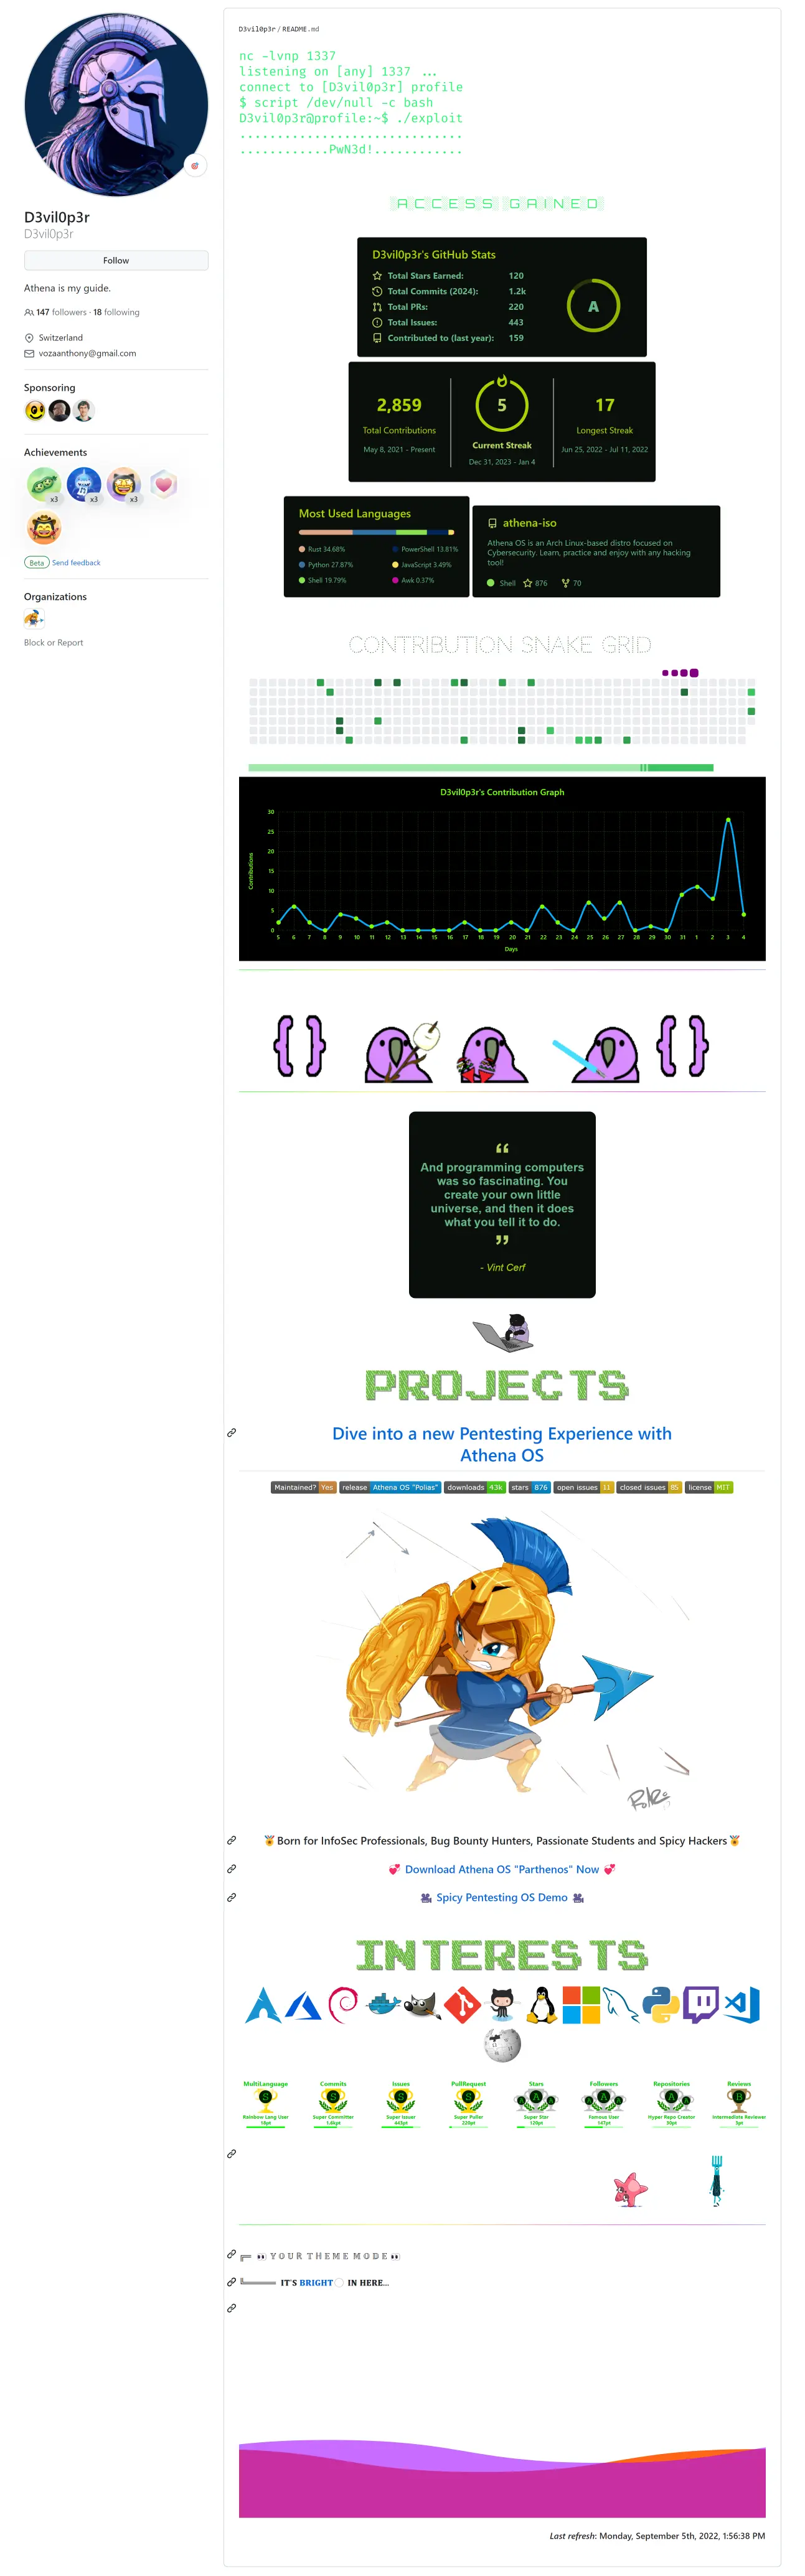 D3vil0p3r
D3vil0p3r
Follow
Athena is my guide.
147 followers · 18 following
Switzerland
vozaanthony@gmail.com
Sponsoring
Achievements
x3
x3
x3
Beta Send feedback
Organizations
Block or Report
D3vil0p3r / README.md
nc -lvnp 1337
listening on [any] 1337 ...
connect to [D3vil0p3r] profile
$ script /dev/null -c bash
D3vil0p3r@profile:~$ ./exploit
..............................
............PwN3d!............
ACCESS GAINED
D3vil0p3r's GitHub Stats
Total Stars Earned: 120
Total Commits (2024): 1.2k
Total PRs: 220
Total Issues: 443
Contributed to (last year): 159
A
2,859
Total Contributions
May 8, 2021 - Present
5
Current Streak
Dec 31, 2023 - Jan 4
17
Longest Streak
Jun 25, 2022 - Jul 11, 2022
Most Used Languages
Rust 34.68%
PowerShell 13.81%
Python 27.87%
JavaScript 3.49%
Shell 19.79%
Awk 0.37%
athena-iso
Athena OS is an Arch Linux-based distro focused on
Cybersecurity. Learn, practice and enjoy with any hacking
tool!
Shell 876 70
CONTRIBUTION SNAKE GRID
D3vil0p3r's Contribution Graph
30
25
20
15
10
5
0
Contributions
5 6 7 8 9 10 11 12 13 14 15 16 17 18 19 20 21 22 23 24 25 26 27 28 29 30 31 1 2 3 4
Days
{ } { }
“
And programming computers
was so fascinating. You
create your own little
universe, and then it does
what you tell it to do.
”
- Vint Cerf
PROJECTS
Dive into a new Pentesting Experience with
Athena OS
Maintained? Yes release Athena OS "Polias" downloads 43k stars 876 open issues 11 closed issues 85 license MIT
Born for InfoSec Professionals, Bug Bounty Hunters, Passionate Students and Spicy Hackers
💞 Download Athena OS "Parthenos" Now 💞
🎥 Spicy Pentesting OS Demo 🎥
INTERESTS
MultiLanguage
S
Rainbow Lang User
16pt
Commits
S
Super Committer
1.4kpt
Issues
S
Super Issuer
443pt
PullRequest
S
Super Puller
220pt
Stars
A A A
Super Star
120pt
Followers
A A A
Famous User
147pt
Repositories
A A A
Hyper Repo Creator
30pt
Reviews
B
Intermediate Reviewer
5pt
╔═ 👀 YOUR THEME MODE 👀
╚═════ IT'S BRIGHT IN HERE...
Last refresh: Monday, September 5th, 2022, 1:56:38 PM